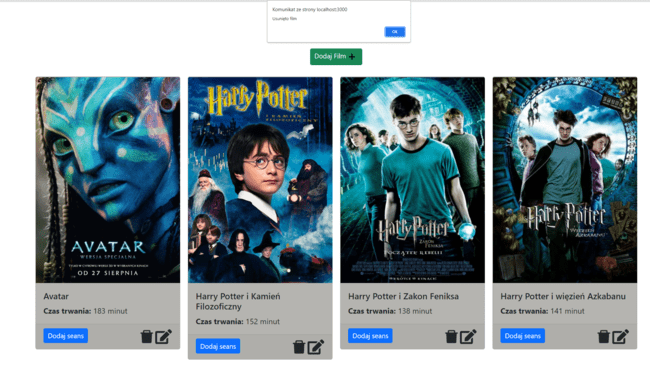 Komunikat ze strony localhost:3000
Usunięto film
OK
Dodaj Film +
AVATAR
WERSJA SPECJALNA
OD 27 SIERPNIA
Avatar
Czas trwania: 183 minut
Dodaj seans
Harry Potter
I KAMIEŃ
FILOZOFICZNY
Harry Potter i Kamień
Filozoficzny
Czas trwania: 152 minut
Dodaj seans
Harry Potter
ZAKON
FENIKSA
POCZĄTEK REBELII
Harry Potter i Zakon Feniksa
Czas trwania: 138 minut
Dodaj seans
Harry Potter
WIĘZIEŃ
AZKABANU
Harry Potter i więzień Azkabanu
Czas trwania: 141 minut
Dodaj seans